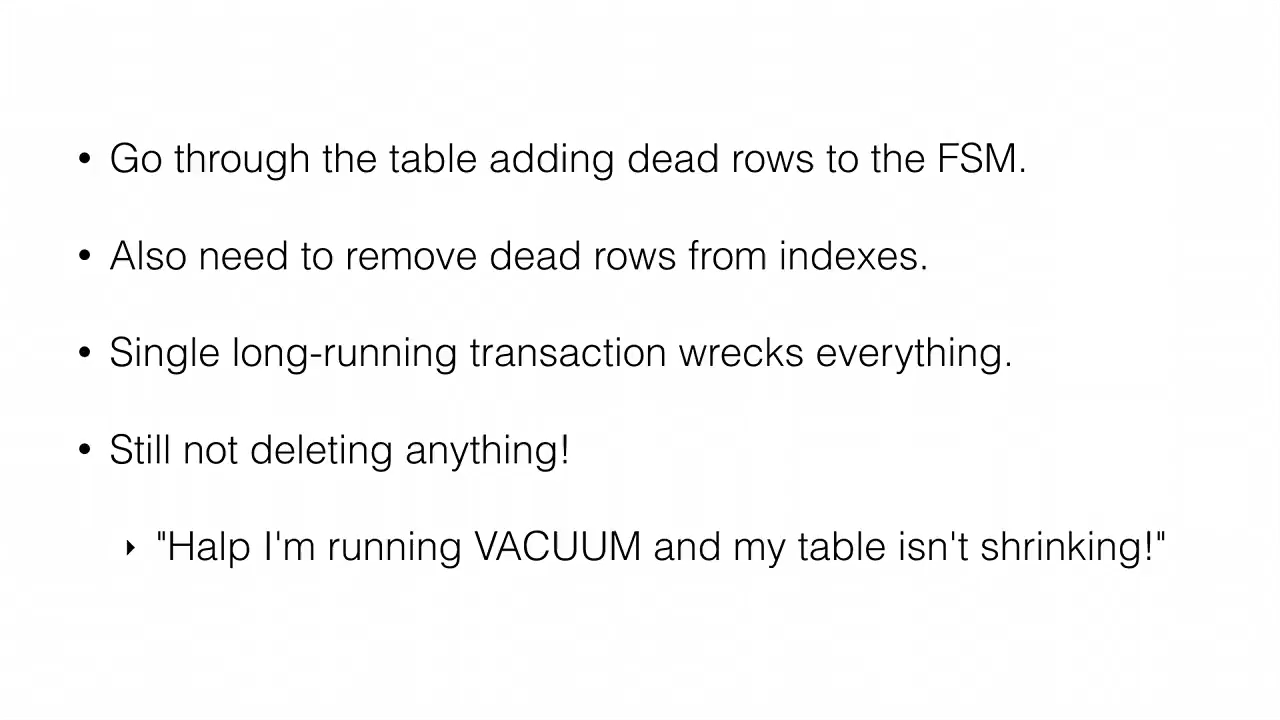 • Go through the table adding dead rows to the FSM.
• Also need to remove dead rows from indexes.
• Single long-running transaction wrecks everything.
• Still not deleting anything!
‣ "Halp I'm running VACUUM and my table isn't shrinking!"